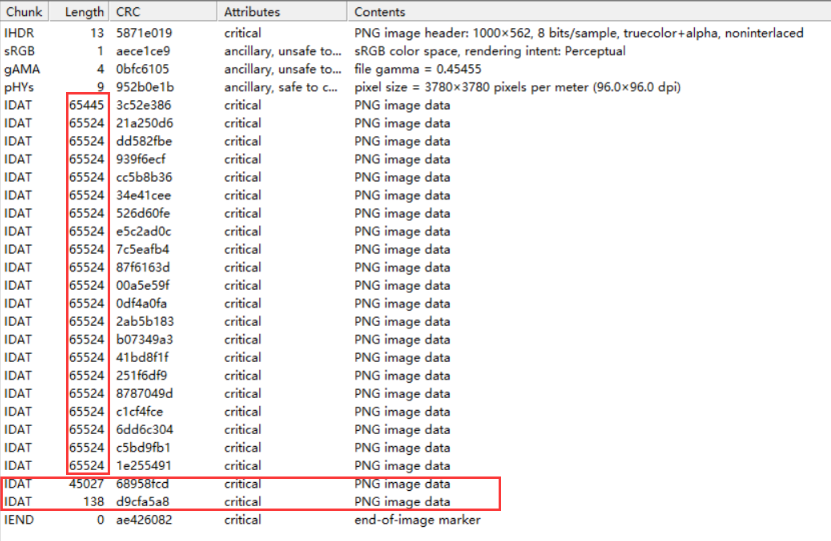 Chunk Length CRC Attributes Contents
IHDR 13 5871e019 critical PNG image header: 1000×562, 8 bits/sample, truecolor+alpha, noninterlaced
sRGB 1 aece1ce9 ancillary, unsafe to... sRGB color space, rendering intent: Perceptual
gAMA 4 0bfc6105 ancillary, unsafe to... file gamma = 0.45455
pHYs 9 952b0e1b ancillary, safe to c... pixel size = 3780×3780 pixels per meter (96.0×96.0 dpi)
IDAT 65445 3c52e386 critical PNG image data
IDAT 65524 21a250d6 critical PNG image data
IDAT 65524 dd582fbe critical PNG image data
IDAT 65524 939f6ecf critical PNG image data
IDAT 65524 cc5b8b36 critical PNG image data
IDAT 65524 34e41cee critical PNG image data
IDAT 65524 526d60fe critical PNG image data
IDAT 65524 e5c2ad0c critical PNG image data
IDAT 65524 7c5eafb4 critical PNG image data
IDAT 65524 87f6163d critical PNG image data
IDAT 65524 00a5e59f critical PNG image data
IDAT 65524 0df4a0fa critical PNG image data
IDAT 65524 2ab5b183 critical PNG image data
IDAT 65524 b07349a3 critical PNG image data
IDAT 65524 41bd8f1f critical PNG image data
IDAT 65524 251f6df9 critical PNG image data
IDAT 65524 8787049d critical PNG image data
IDAT 65524 c1cf4fce critical PNG image data
IDAT 65524 6dd6c304 critical PNG image data
IDAT 65524 c5bd9fb1 critical PNG image data
IDAT 65524 1e255491 critical PNG image data
IDAT 45027 68958fcd critical PNG image data
IDAT 138 d9cfa5a8 critical PNG image data
IEND 0 ae426082 critical end-of-image marker